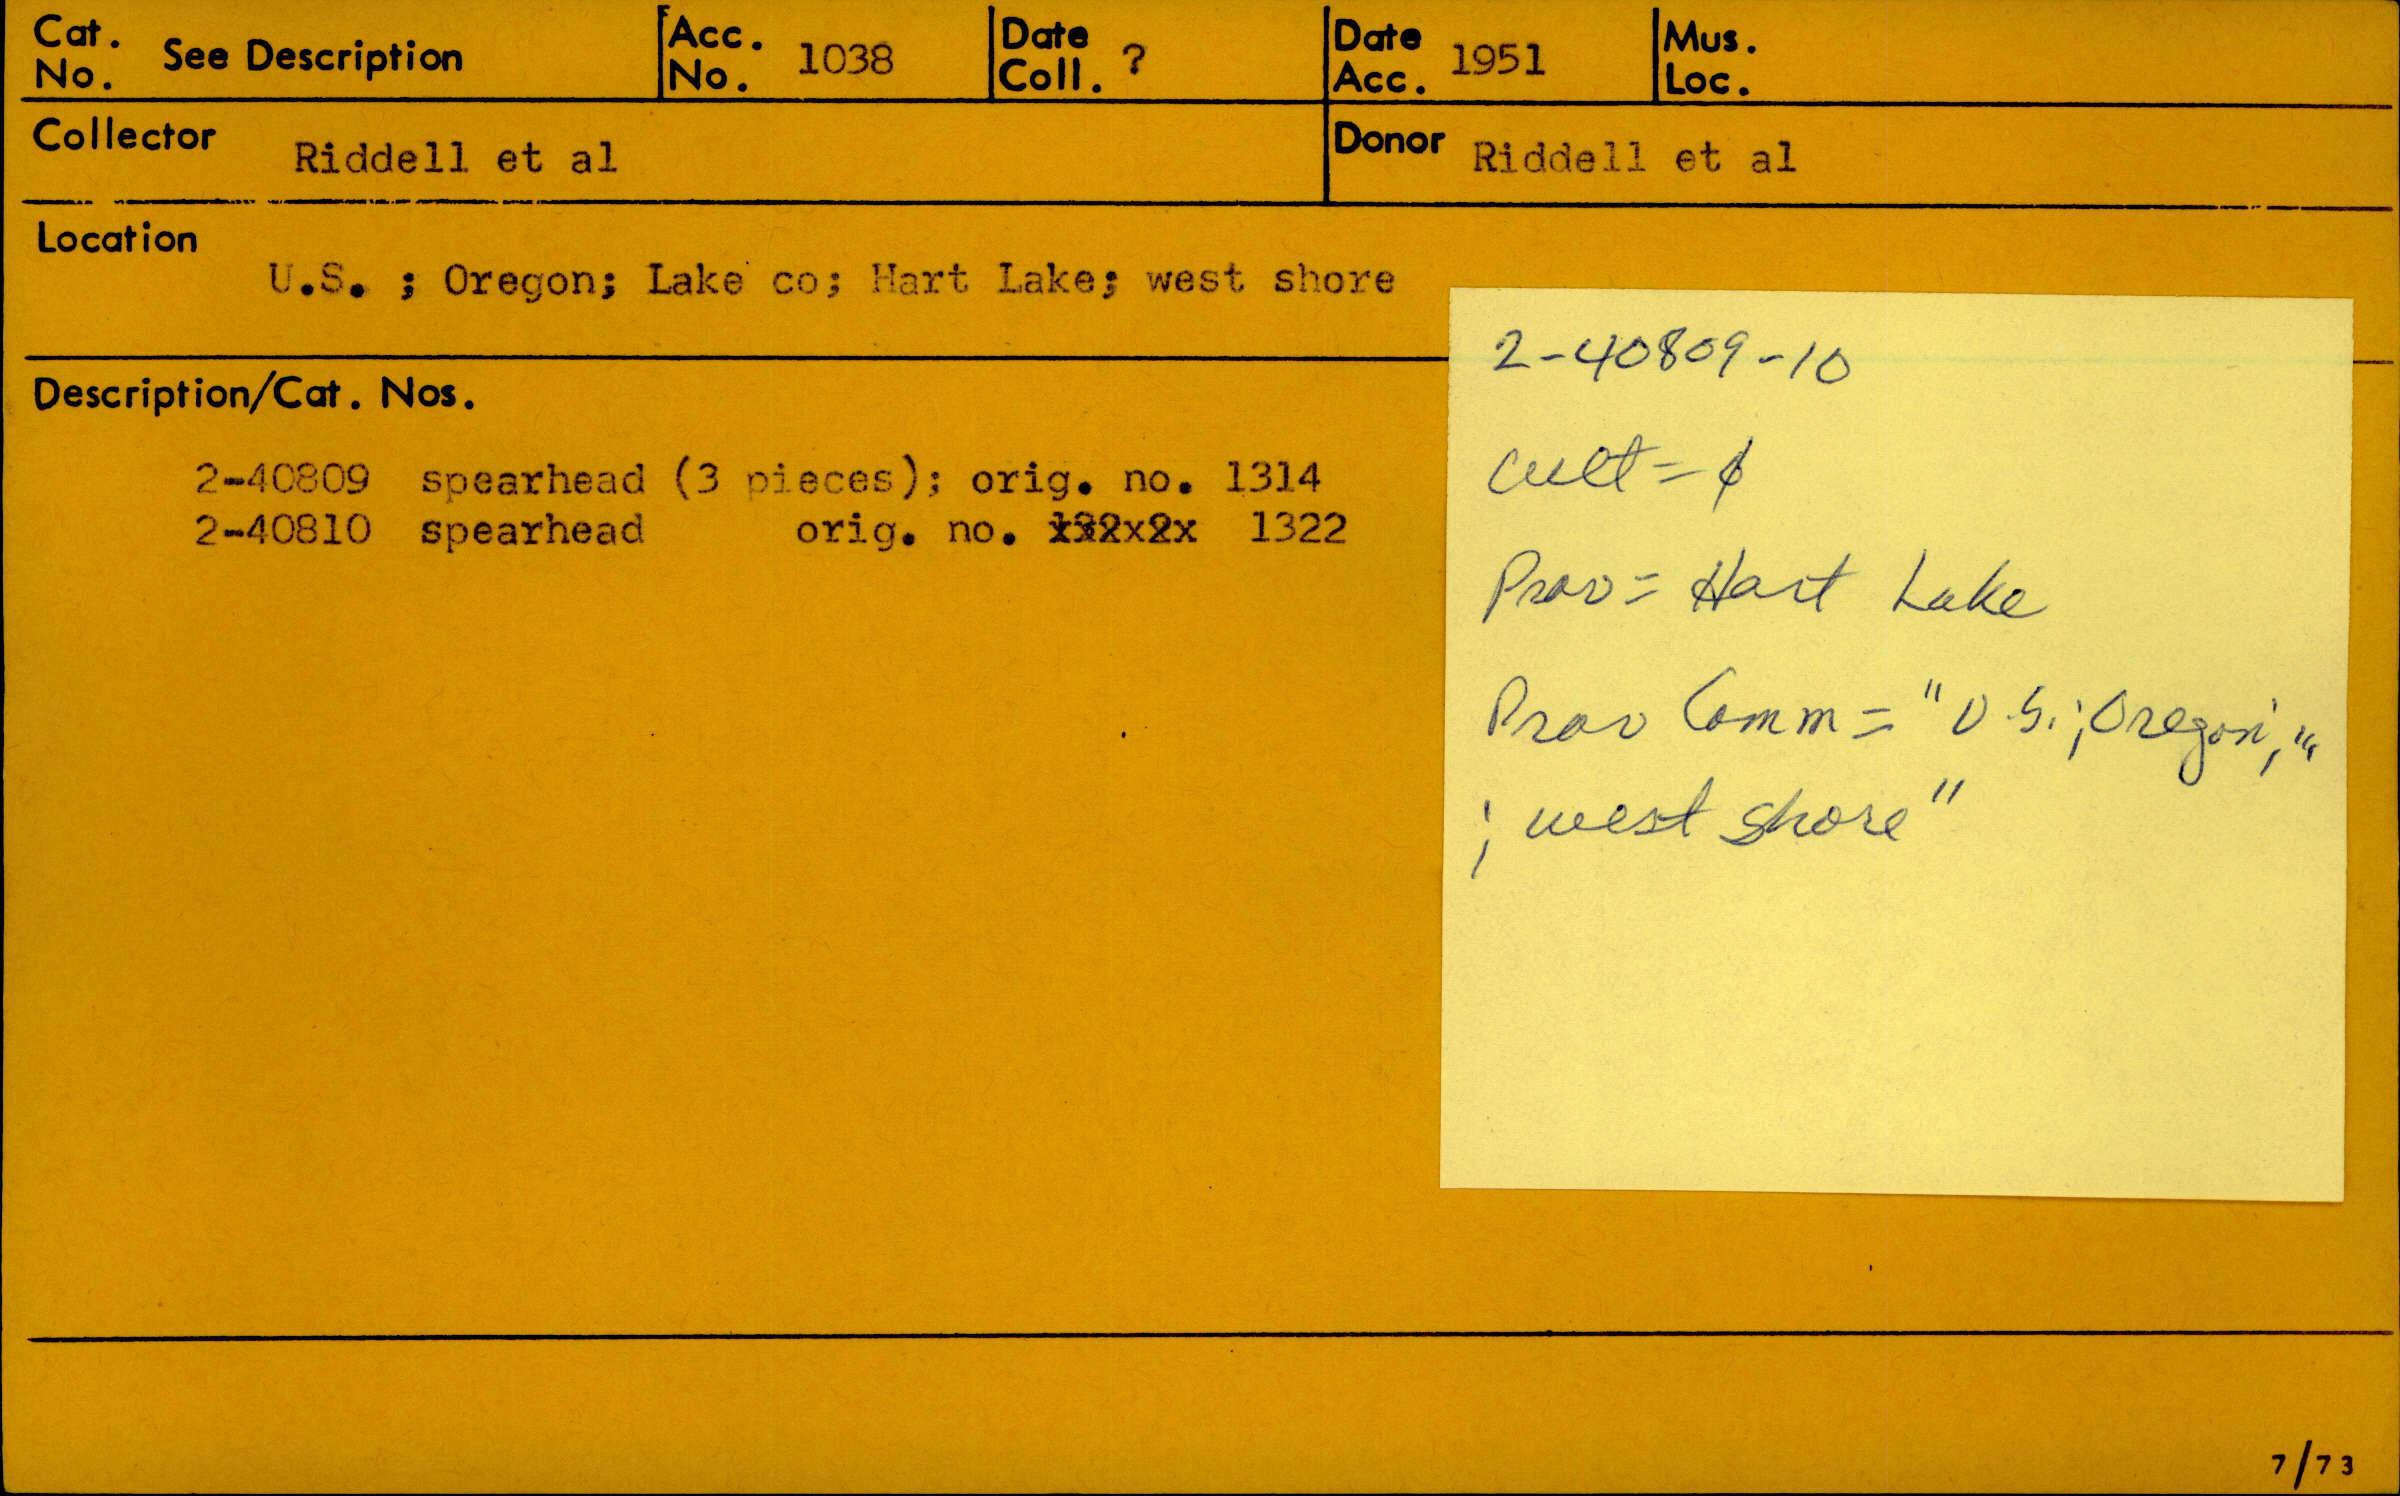 Cat. No. See Description Acc. No. 1038 Date Coll. ? Date Acc. 1951 Mus. Loc.
Collector Riddell et al Donor Riddell et al
Location
U.S. ; Oregon; Lake co; Hart Lake; west shore
Description/Cat. Nos.
2-40809 spearhead (3 pieces); orig. no. 1314
2-40810 spearhead orig. no. 1322
2-40809-10
cult = ¢
Prov = Hart Lake
Prov Comm = "U.S.; Oregon;"
; west shore"
7/73